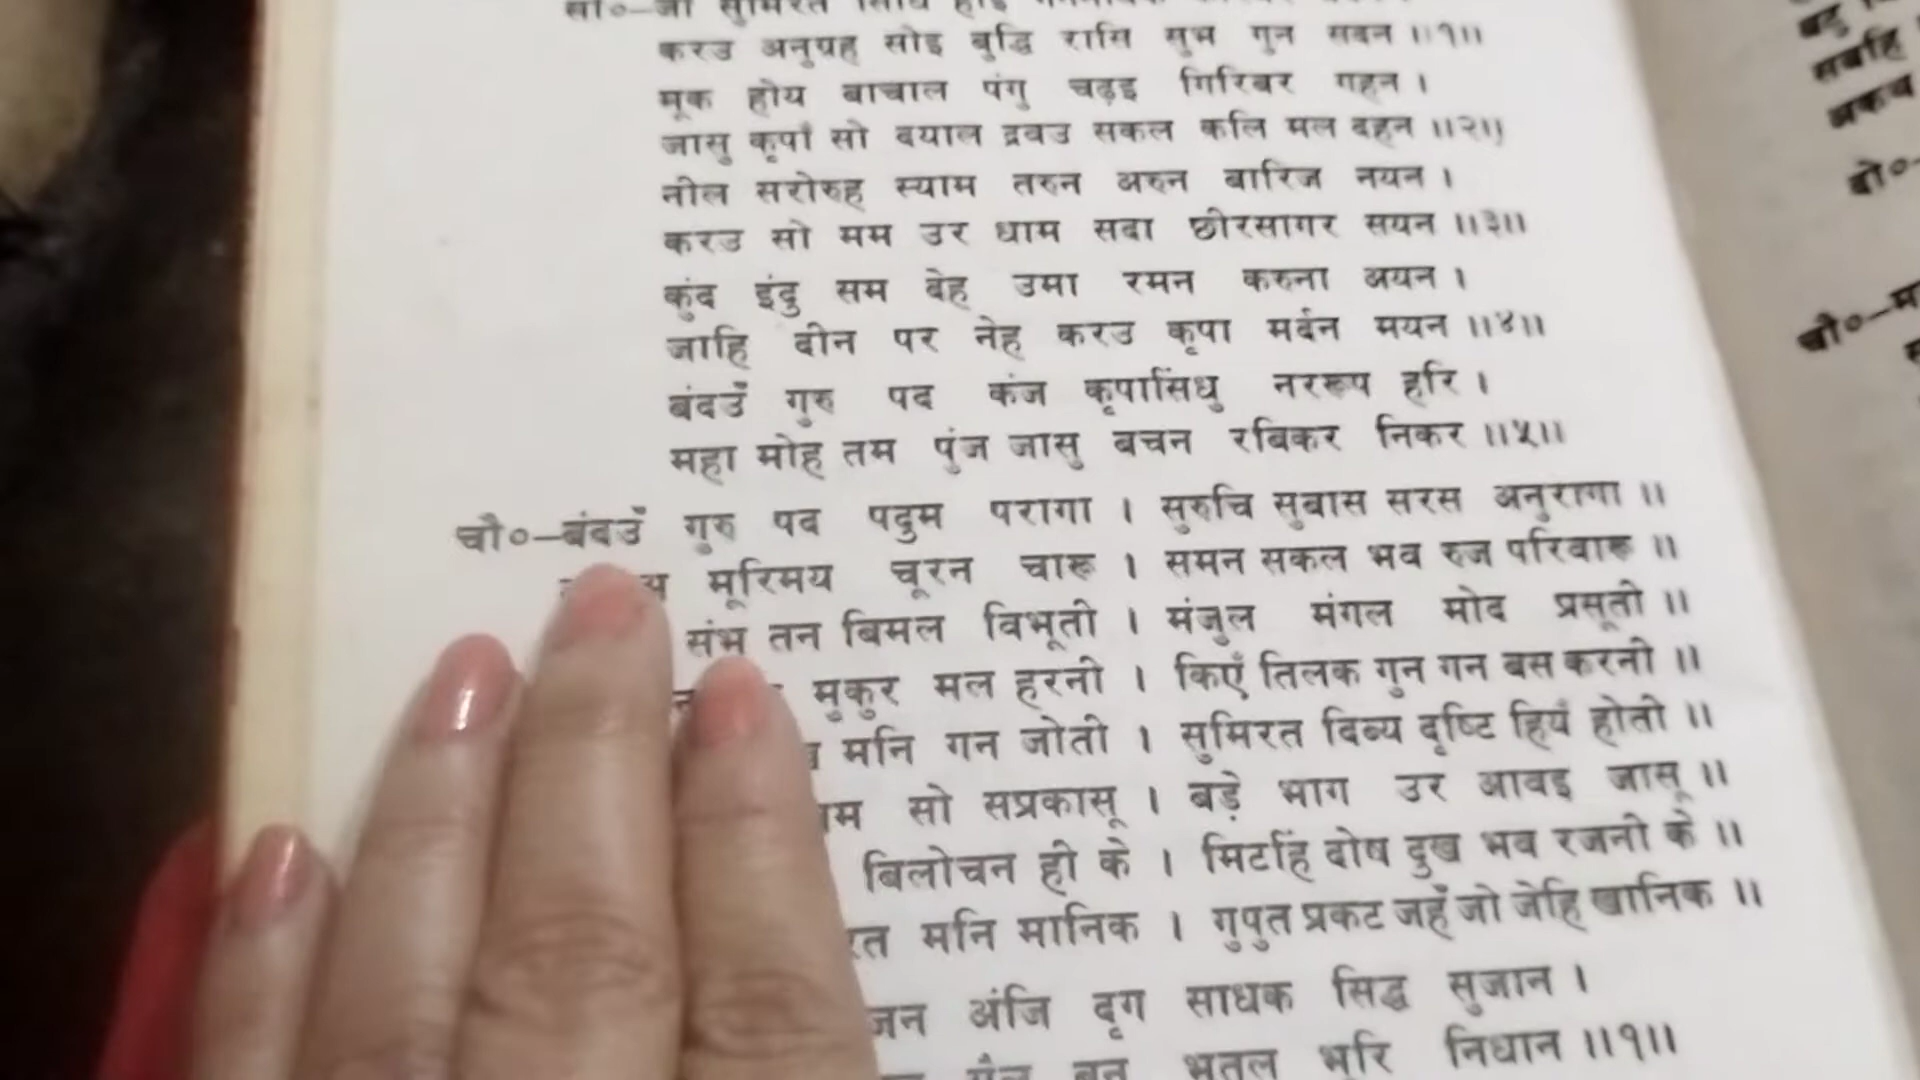 सो०—जो सुमिरत सिधि होइ
करउ अनुग्रह सोइ बुद्धि रासि सुभ गुन सदन ॥१॥
मूक होय बाचाल पंगु चढ़इ गिरिबर गहन ।
जासु कृपाँ सो दयाल द्रवउ सकल कलि मल दहन ॥२॥
नील सरोरुह स्याम तरुन अरुन बारिज नयन ।
करउ सो मम उर धाम सदा छीरसागर सयन ॥३॥
कुंद इंदु सम देह उमा रमन करुना अयन ।
जाहि दीन पर नेह करउ कृपा मर्दन मयन ॥४॥
बंदउँ गुरु पद कंज कृपासिंधु नररूप हरि ।
महा मोह तम पुंज जासु बचन रबिकर निकर ॥५॥
चौ०—बंदउँ गुरु पद पदुम परागा । सुरुचि सुबास सरस अनुरागा ॥
मूरिमय चूरन चारू । समन सकल भव रुज परिवारू ॥
संभ तन बिमल विभूती । मंजुल मंगल मोद प्रसूती ॥
मुकुर मल हरनी । किएँ तिलक गुन गन बस करनी ॥
मनि गन जोती । सुमिरत दिब्य दृष्टि हियँ होती ॥
सो सप्रकासू । बड़े भाग उर आवइ जासू ॥
बिलोचन ही के । मिटहिं दोष दुख भव रजनी के ॥
मनि मानिक । गुपुत प्रकट जहँ जो जेहि खानिक ॥
अंजि दृग साधक सिद्ध सुजान ।
बन भूतल भूरि निधान ॥१॥